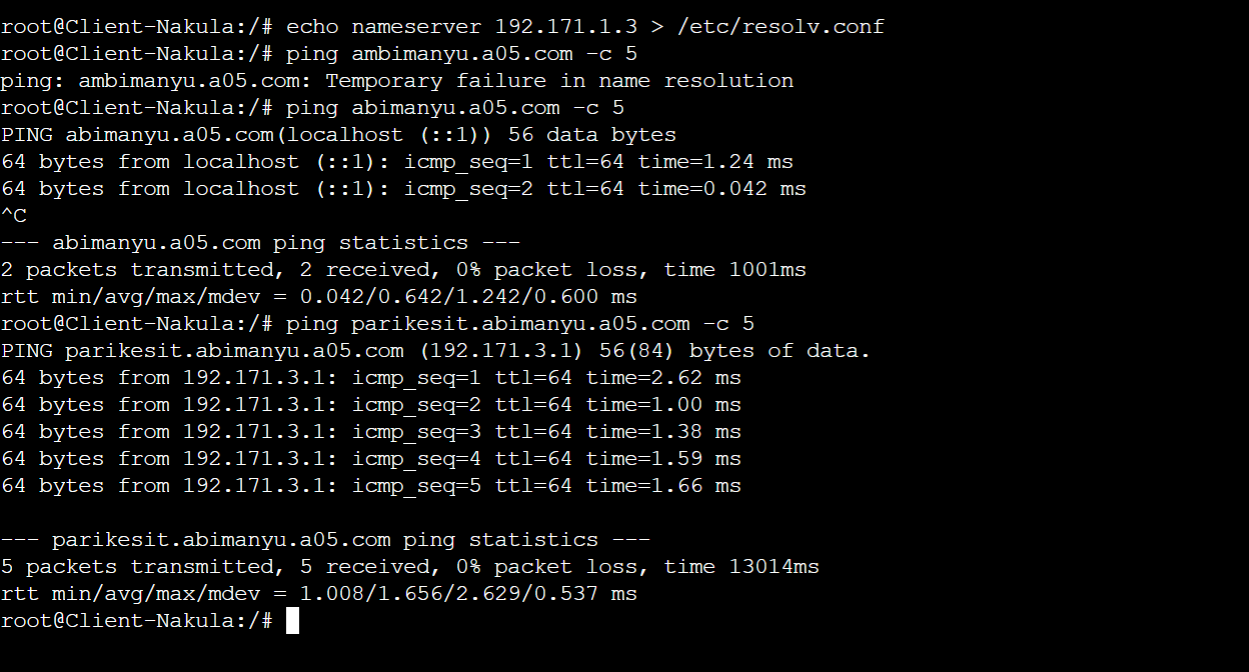 root@Client-Nakula:/# echo nameserver 192.171.1.3 > /etc/resolv.conf
root@Client-Nakula:/# ping ambimanyu.a05.com -c 5
ping: ambimanyu.a05.com: Temporary failure in name resolution
root@Client-Nakula:/# ping abimanyu.a05.com -c 5
PING abimanyu.a05.com(localhost (::1)) 56 data bytes
64 bytes from localhost (::1): icmp_seq=1 ttl=64 time=1.24 ms
64 bytes from localhost (::1): icmp_seq=2 ttl=64 time=0.042 ms
^C
--- abimanyu.a05.com ping statistics ---
2 packets transmitted, 2 received, 0% packet loss, time 1001ms
rtt min/avg/max/mdev = 0.042/0.642/1.242/0.600 ms
root@Client-Nakula:/# ping parikesit.abimanyu.a05.com -c 5
PING parikesit.abimanyu.a05.com (192.171.3.1) 56(84) bytes of data.
64 bytes from 192.171.3.1: icmp_seq=1 ttl=64 time=2.62 ms
64 bytes from 192.171.3.1: icmp_seq=2 ttl=64 time=1.00 ms
64 bytes from 192.171.3.1: icmp_seq=3 ttl=64 time=1.38 ms
64 bytes from 192.171.3.1: icmp_seq=4 ttl=64 time=1.59 ms
64 bytes from 192.171.3.1: icmp_seq=5 ttl=64 time=1.66 ms
--- parikesit.abimanyu.a05.com ping statistics ---
5 packets transmitted, 5 received, 0% packet loss, time 13014ms
rtt min/avg/max/mdev = 1.008/1.656/2.629/0.537 ms
root@Client-Nakula:/#